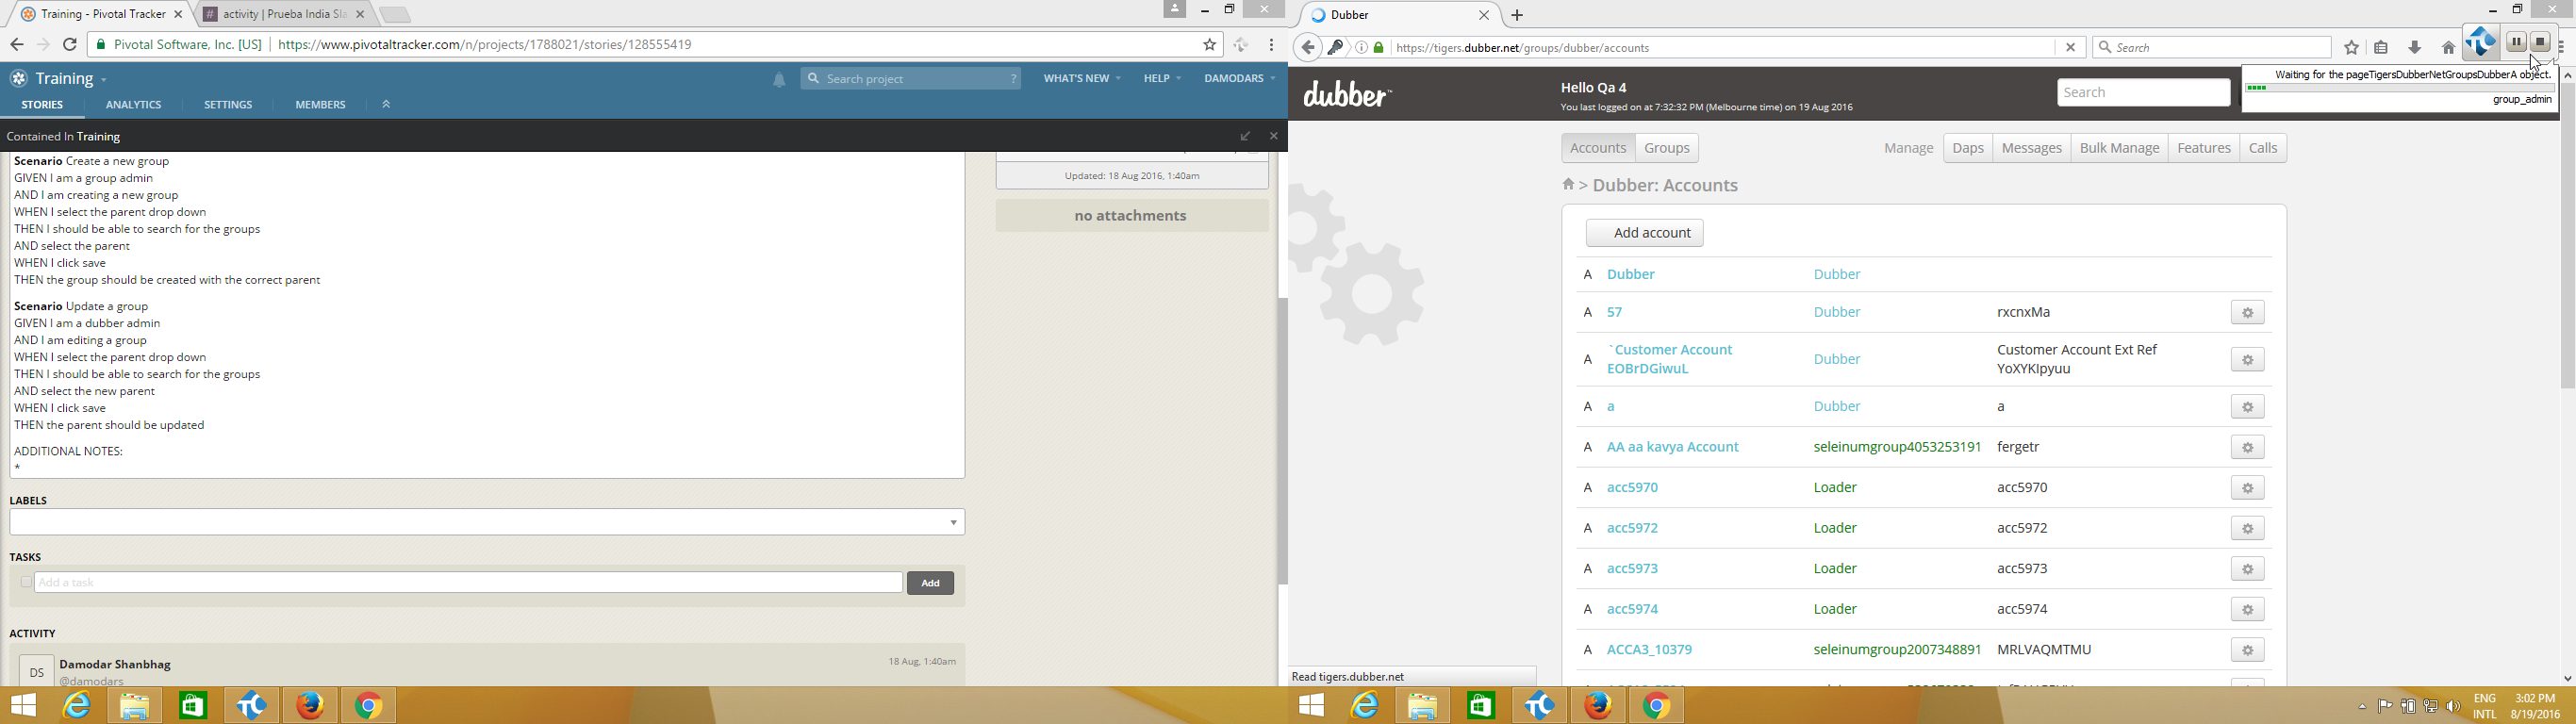 Training - Pivotal Tracker
activity | Prueba India Sla
Pivotal Software, Inc. [US]
https://www.pivotaltracker.com/n/projects/1788021/stories/128555419
Training
Search project
?
WHAT'S NEW
HELP
DAMODARS
STORIES
ANALYTICS
SETTINGS
MEMBERS
Contained In Training
Scenario Create a new group
GIVEN I am a group admin
AND I am creating a new group
WHEN I select the parent drop down
THEN I should be able to search for the groups
AND select the parent
WHEN I click save
THEN the group should be created with the correct parent
Scenario Update a group
GIVEN I am a dubber admin
AND I am editing a group
WHEN I select the parent drop down
THEN I should be able to search for the groups
AND select the new parent
WHEN I click save
THEN the parent should be updated
ADDITIONAL NOTES:
*
Updated: 18 Aug 2016, 1:40am
no attachments
LABELS
TASKS
Add a task
Add
ACTIVITY
DS
Damodar Shanbhag
@damodars
18 Aug, 1:40am
Dubber
https://tigers.dubber.net/groups/dubber/accounts
Search
TC
Waiting for the pageTigersDubberNetGroupsDubberA object.
group_admin
dubber™
Hello Qa 4
You last logged on at 7:32:32 PM (Melbourne time) on 19 Aug 2016
Search
Accounts
Groups
Manage
Daps
Messages
Bulk Manage
Features
Calls
> Dubber: Accounts
Add account
A Dubber Dubber
A 57 Dubber rxcnxMa
A `Customer Account EOBrDGiwuL Dubber Customer Account Ext Ref YoXYKIpyuu
A a Dubber a
A AA aa kavya Account seleinumgroup4053253191 fergetr
A acc5970 Loader acc5970
A acc5972 Loader acc5972
A acc5973 Loader acc5973
A acc5974 Loader acc5974
A ACCA3_10379 seleinumgroup2007348891 MRLVAQMTMU
Read tigers.dubber.net
ENG
INTL
3:02 PM
8/19/2016